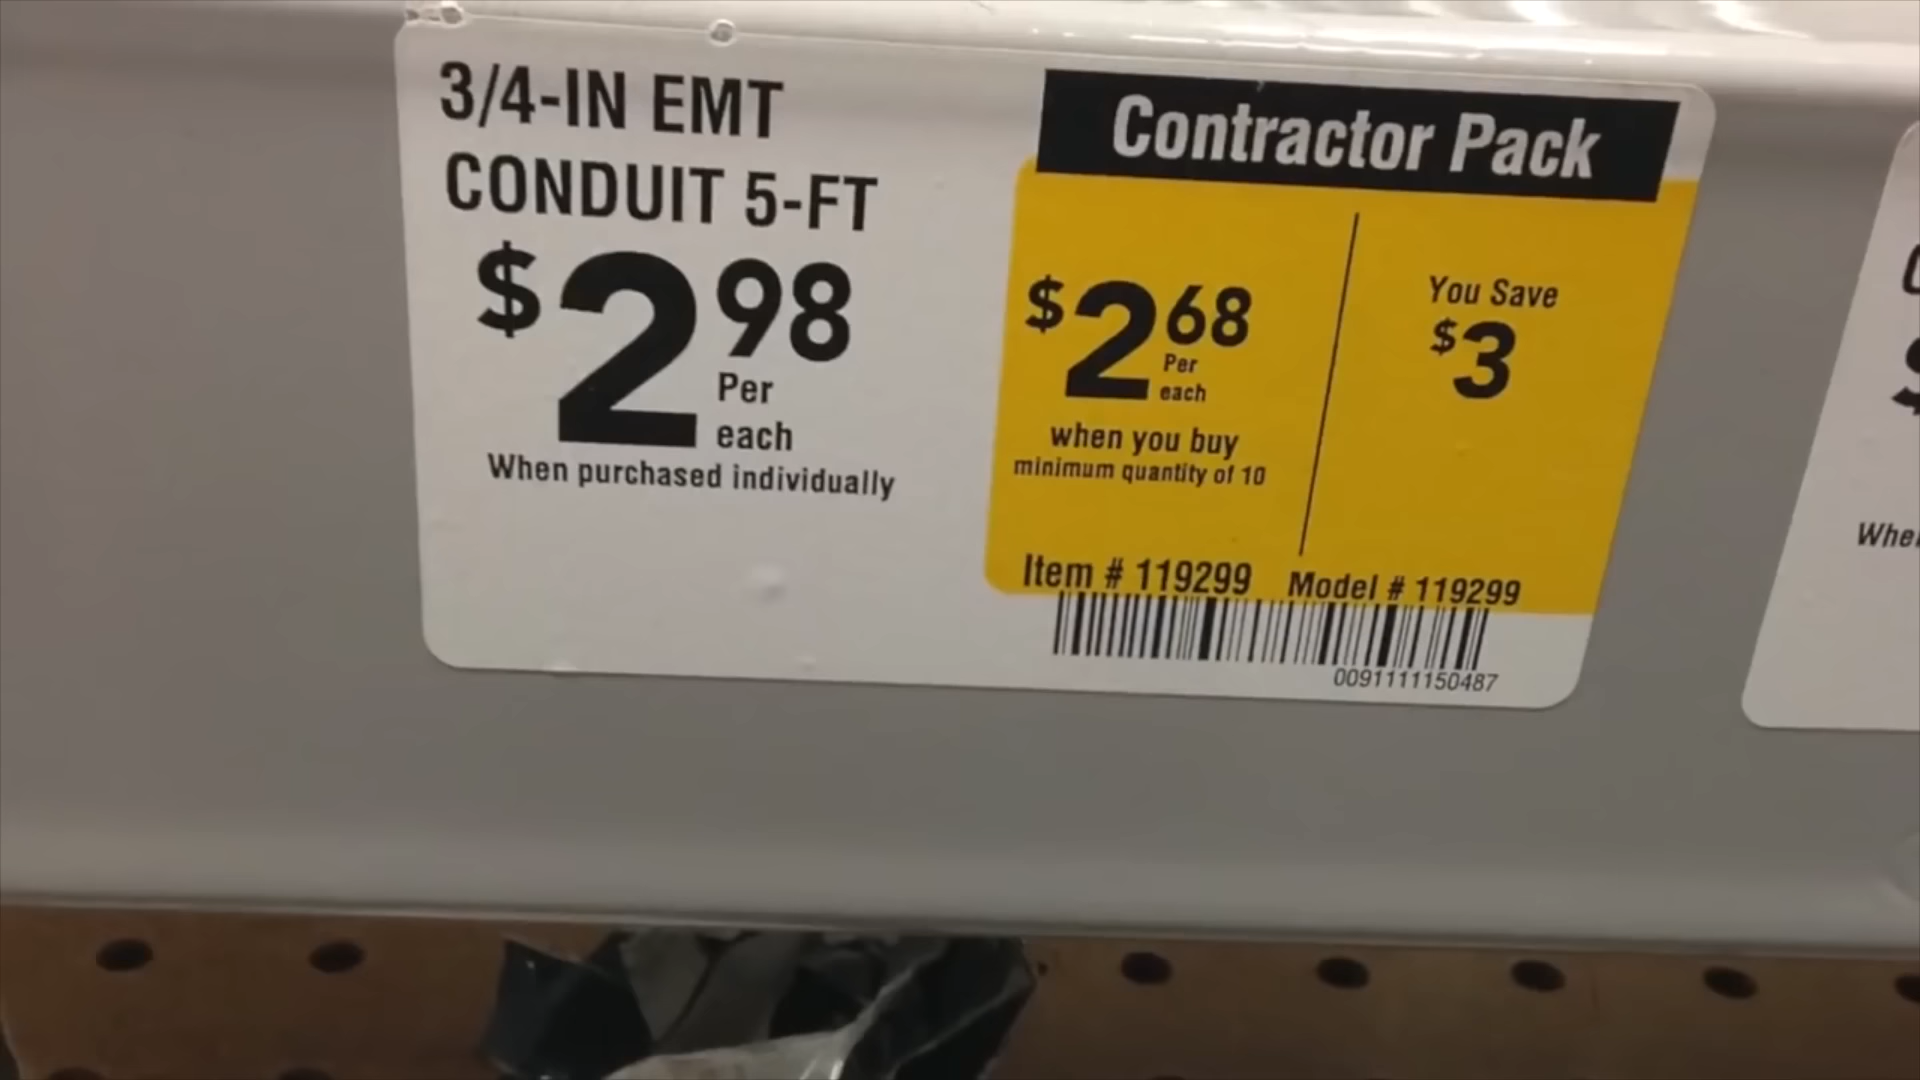 3/4-IN EMT
CONDUIT 5-FT
$2 98
Per
each
When purchased individually
Contractor Pack
$2 68
Per
each
when you buy
minimum quantity of 10
You Save
$3
Item # 119299 Model # 119299
0091111150487